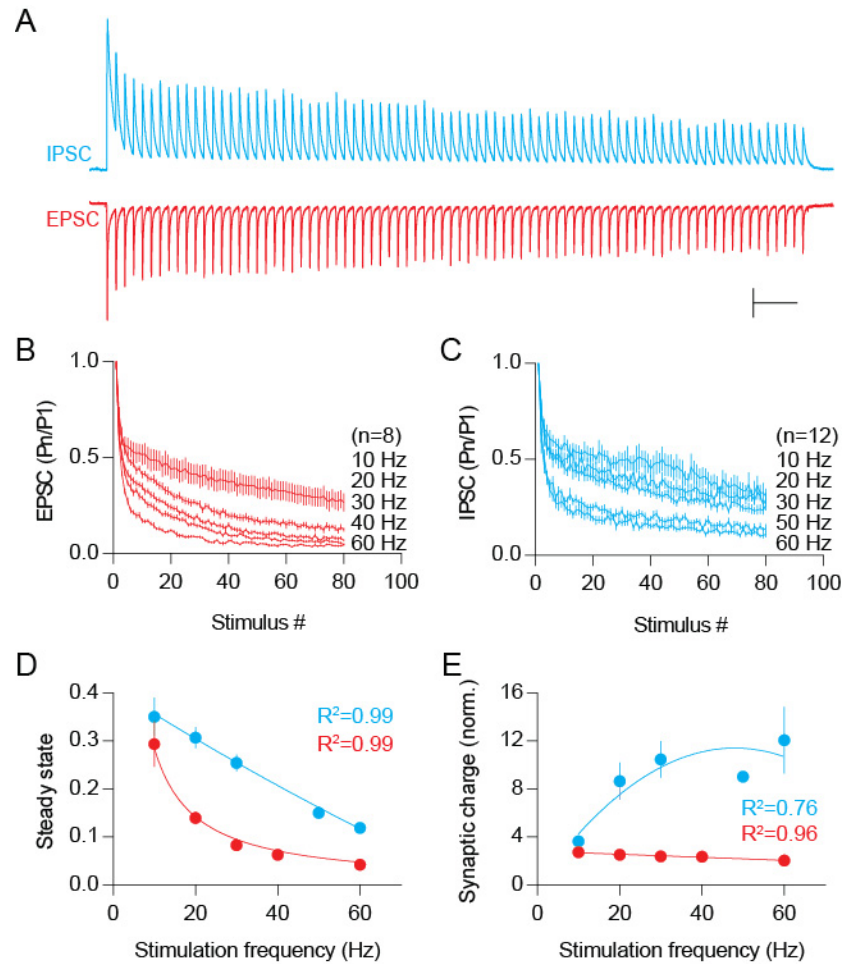 A
IPSC
EPSC
B
1.0
0.5
0.0
EPSC (Pn/P1)
(n=8)
10 Hz
20 Hz
30 Hz
40 Hz
60 Hz
0 20 40 60 80 100
Stimulus #
C
1.0
0.5
0.0
IPSC (Pn/P1)
(n=12)
10 Hz
20 Hz
30 Hz
50 Hz
60 Hz
0 20 40 60 80 100
Stimulus #
D
0.4
0.3
0.2
0.1
0.0
Steady state
R²=0.99
R²=0.99
0 20 40 60
Stimulation frequency (Hz)
E
16
12
8
4
0
Synaptic charge (norm.)
R²=0.76
R²=0.96
0 20 40 60
Stimulation frequency (Hz)